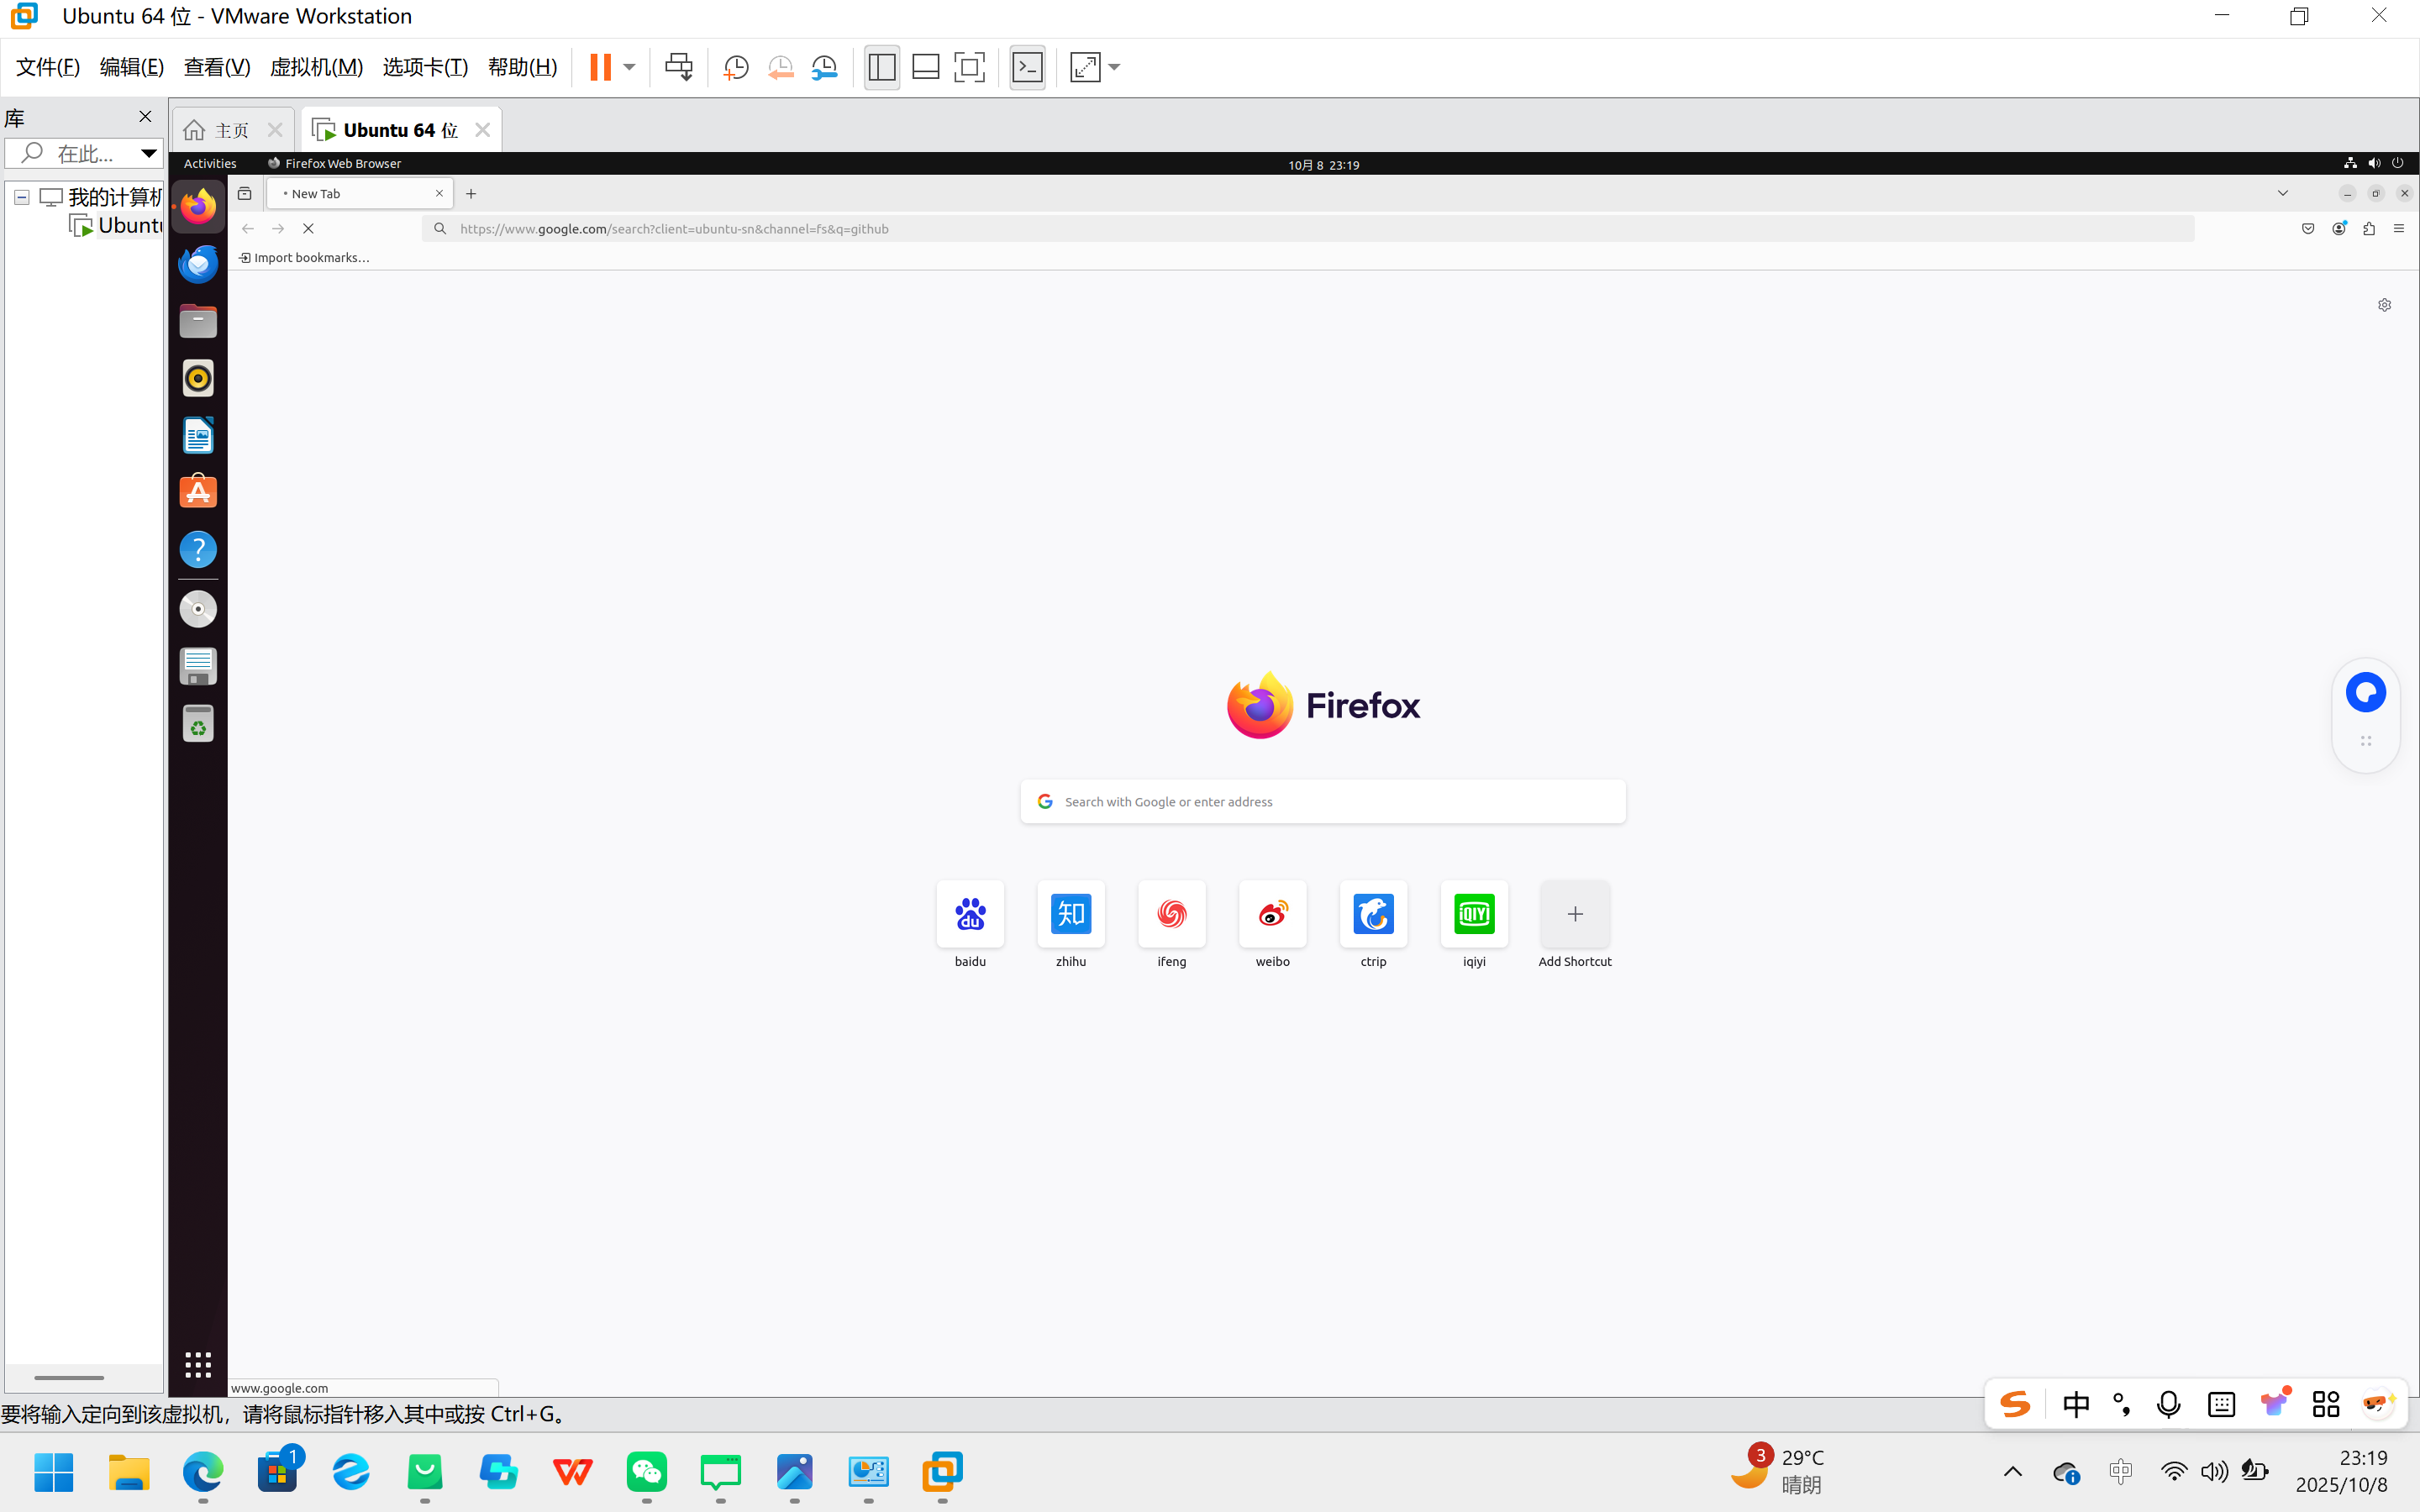 Ubuntu 64 位 - VMware Workstation
文件(F) 编辑(E) 查看(V) 虚拟机(M) 选项卡(T) 帮助(H)
库
在此...
我的计算机
Ubuntu
主页
Ubuntu 64 位
Activities
Firefox Web Browser
10月 8 23:19
New Tab
https://www.google.com/search?client=ubuntu-sn&channel=fs&q=github
Import bookmarks…
Firefox
Search with Google or enter address
du
知
iQIYI
baidu
zhihu
ifeng
weibo
ctrip
iqiyi
Add Shortcut
www.google.com
要将输入定向到该虚拟机，请将鼠标指针移入其中或按 Ctrl+G。
中
1
3
29°C
晴朗
中
23:19
2025/10/8